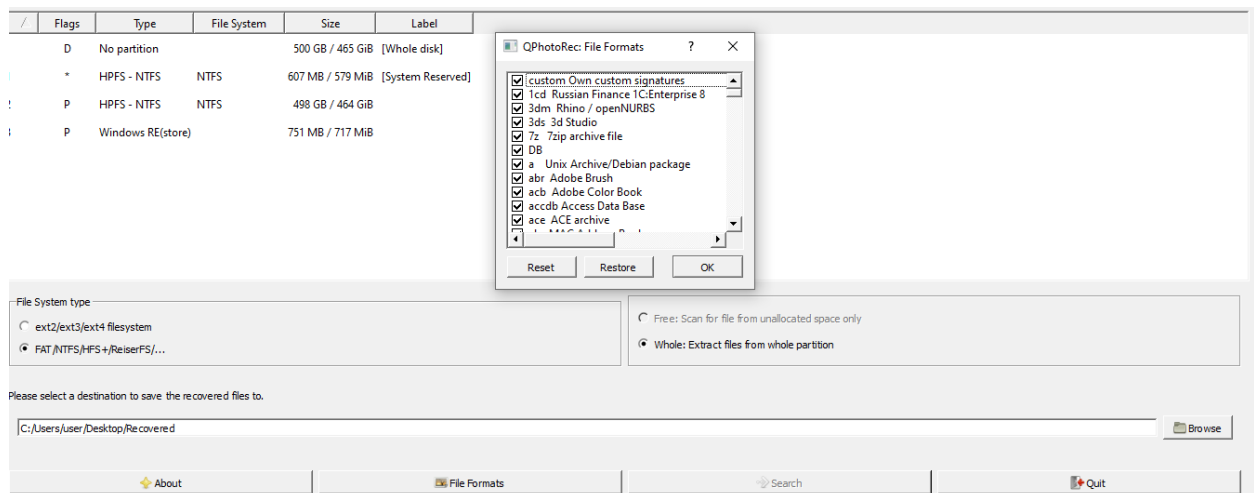 / Flags Type File System Size Label
D No partition 500 GB / 465 GiB [Whole disk]
* HPFS - NTFS NTFS 607 MB / 579 MiB [System Reserved]
P HPFS - NTFS NTFS 498 GB / 464 GiB
P Windows RE(store) 751 MB / 717 MiB
QPhotoRec: File Formats ? ×
custom Own custom signatures
1cd Russian Finance 1C:Enterprise 8
3dm Rhino / openNURBS
3ds 3d Studio
7z 7zip archive file
DB
a Unix Archive/Debian package
abr Adobe Brush
acb Adobe Color Book
accdb Access Data Base
ace ACE archive
Reset Restore OK
File System type
ext2/ext3/ext4 filesystem
FAT/NTFS/HFS+/ReiserFS/...
Free: Scan for file from unallocated space only
Whole: Extract files from whole partition
Please select a destination to save the recovered files to.
C:/Users/user/Desktop/Recovered
Browse
About File Formats Search Quit